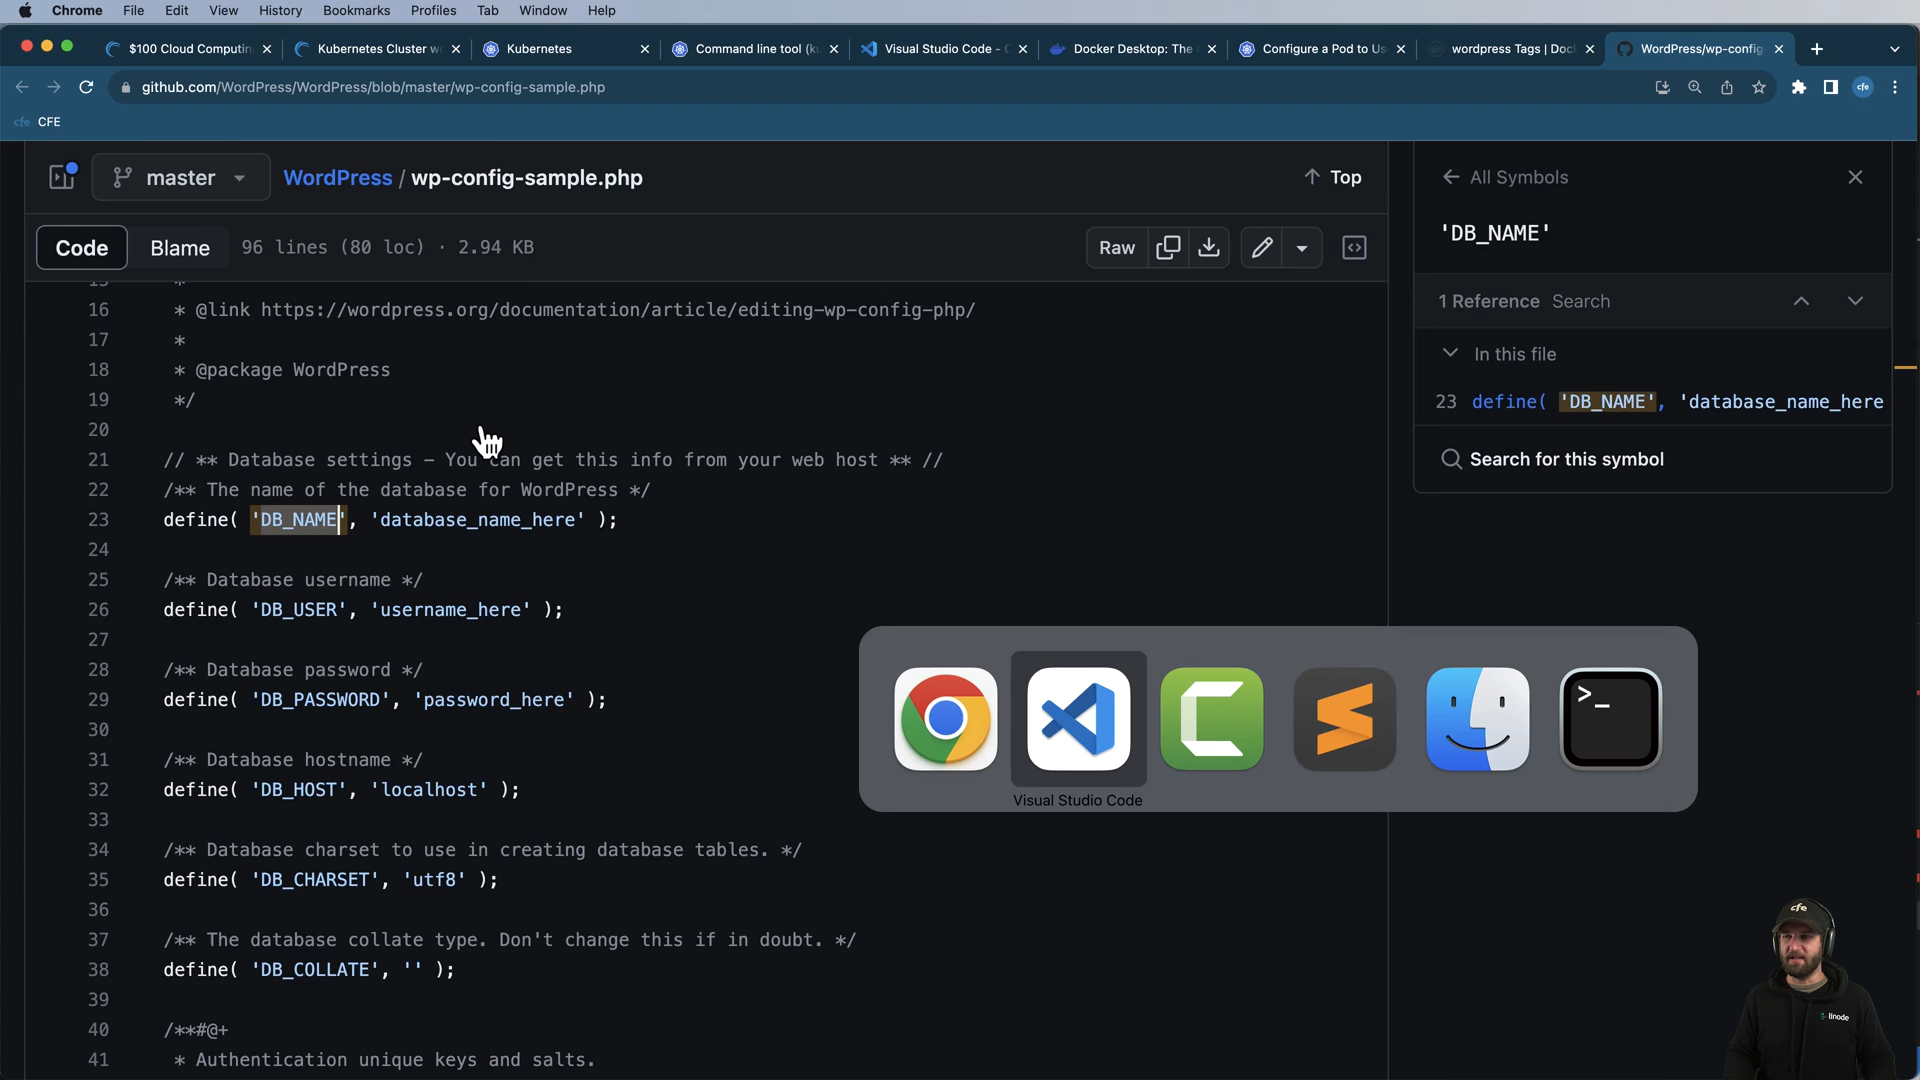 Chrome File Edit View History Bookmarks Profiles Tab Window Help
$100 Cloud Computin Kubernetes Cluster w Kubernetes Command line tool (k Visual Studio Code - Docker Desktop: The Configure a Pod to Us wordpress Tags | Doc WordPress/wp-config
github.com/WordPress/WordPress/blob/master/wp-config-sample.php
cfe
cfe CFE
master WordPress / wp-config-sample.php Top
Code Blame 96 lines (80 loc) · 2.94 KB Raw
15 *
16 * @link https://wordpress.org/documentation/article/editing-wp-config-php/
17 *
18 * @package WordPress
19 */
20
21 // ** Database settings - You can get this info from your web host ** //
22 /** The name of the database for WordPress */
23 define( 'DB_NAME', 'database_name_here' );
24
25 /** Database username */
26 define( 'DB_USER', 'username_here' );
27
28 /** Database password */
29 define( 'DB_PASSWORD', 'password_here' );
30
31 /** Database hostname */
32 define( 'DB_HOST', 'localhost' );
33
34 /** Database charset to use in creating database tables. */
35 define( 'DB_CHARSET', 'utf8' );
36
37 /** The database collate type. Don't change this if in doubt. */
38 define( 'DB_COLLATE', '' );
39
40 /**#@+
41 * Authentication unique keys and salts.
All Symbols
'DB_NAME'
1 Reference Search
In this file
23 define( 'DB_NAME', 'database_name_here
Search for this symbol
>_
Visual Studio Code
cfe
linode